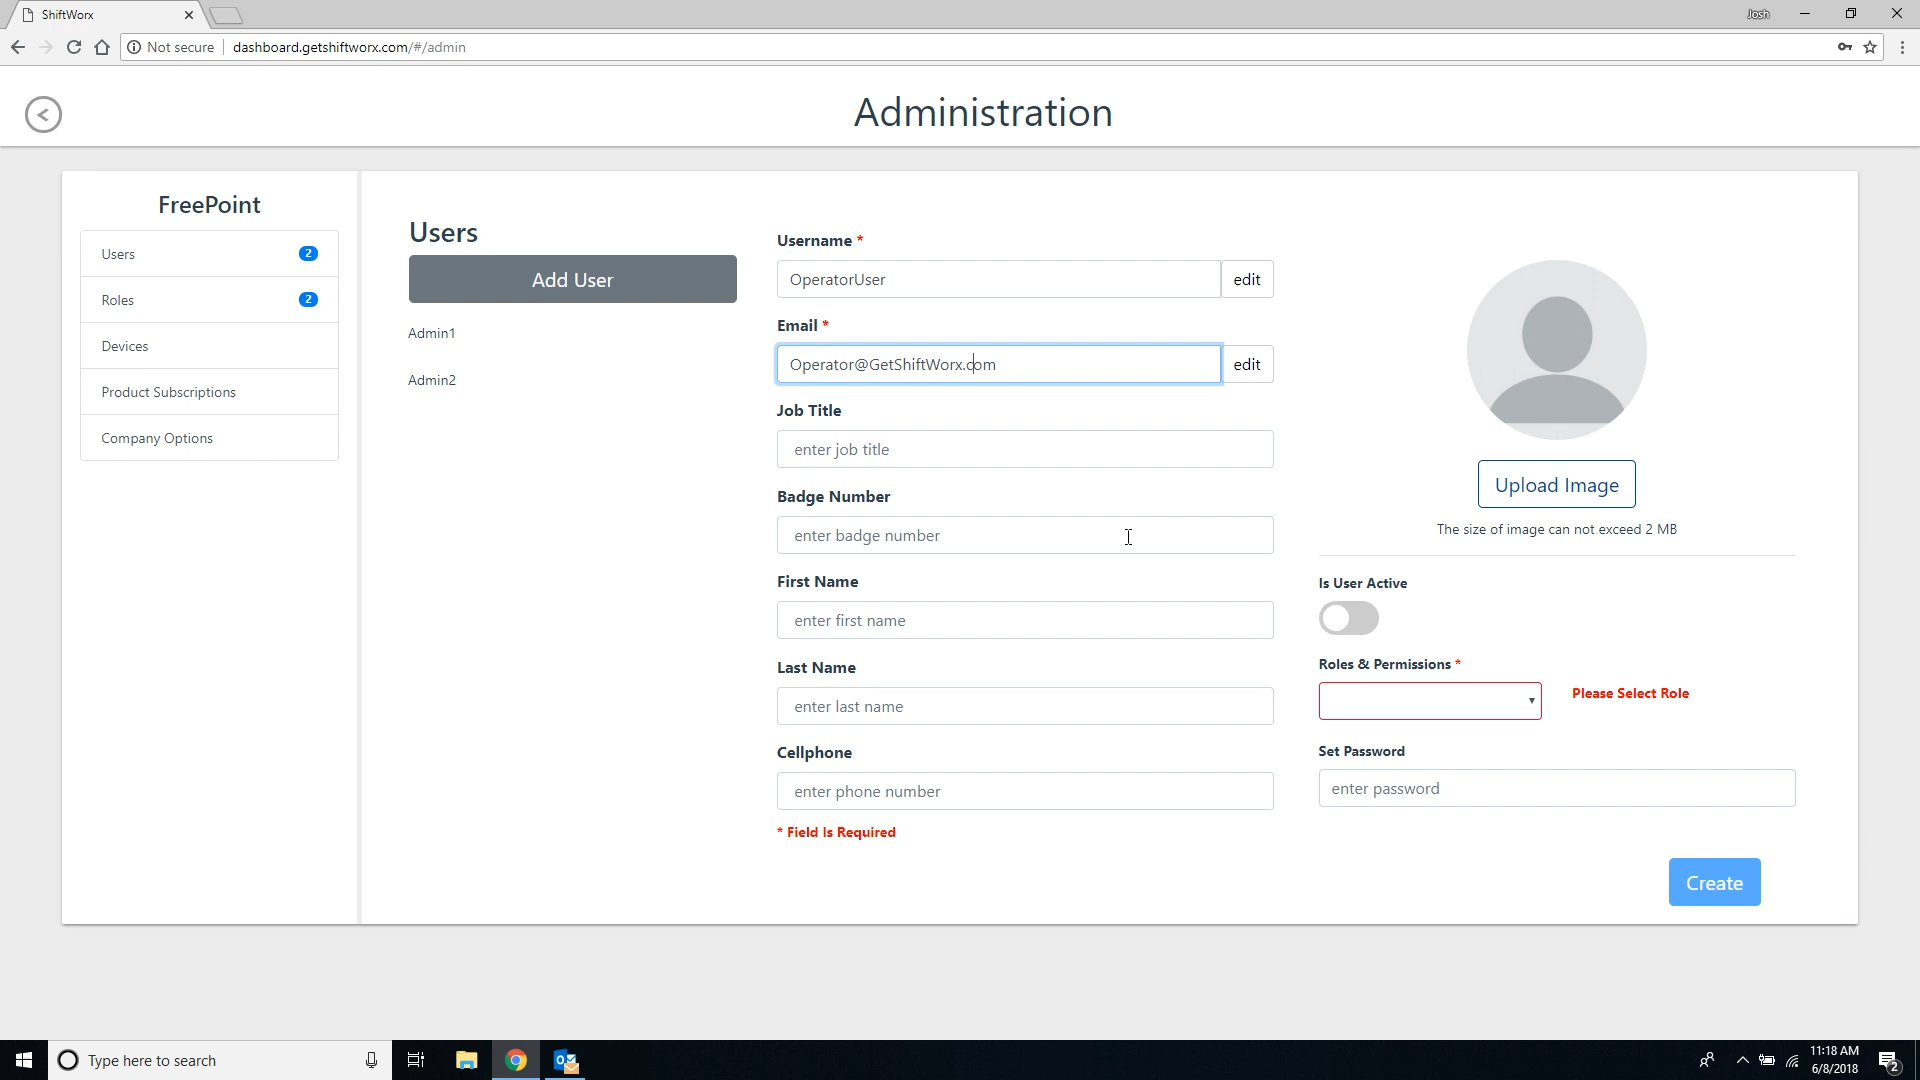 ShiftWorx
Josh
Not secure
dashboard.getshiftworx.com/#/admin
Administration
FreePoint
Users 2
Roles 2
Devices
Product Subscriptions
Company Options
Users
Add User
Admin1
Admin2
Username *
OperatorUser edit
Email *
Operator@GetShiftWorx.com edit
Job Title
enter job title
Badge Number
enter badge number
First Name
enter first name
Last Name
enter last name
Cellphone
enter phone number
* Field Is Required
Upload Image
The size of image can not exceed 2 MB
Is User Active
Roles & Permissions *
Please Select Role
Set Password
enter password
Create
Type here to search
11:18 AM
6/8/2018
2